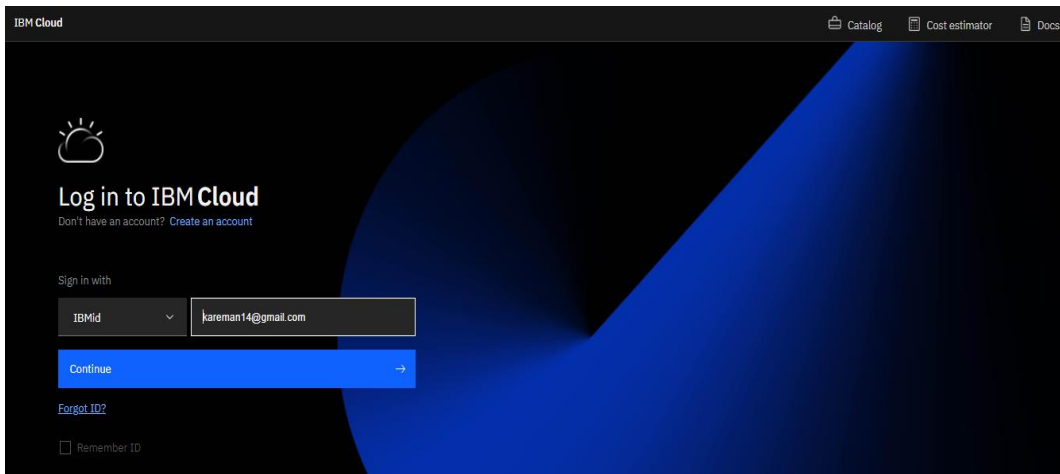 IBM Cloud
Catalog Cost estimator Docs
Log in to IBM Cloud
Don't have an account? Create an account
Sign in with
IBMid kareman14@gmail.com
Continue
Forgot ID?
Remember ID